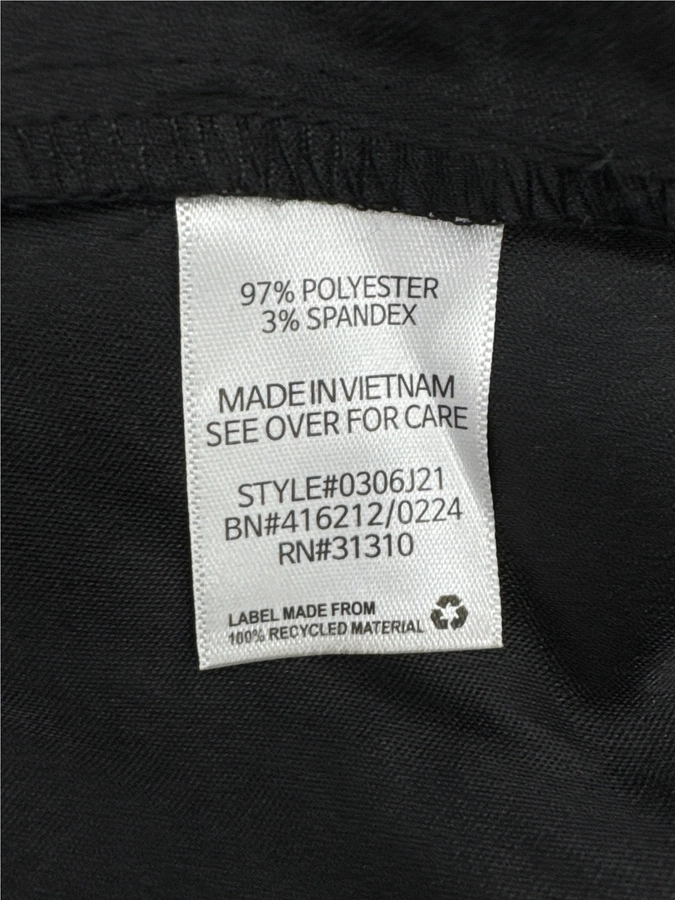 97% POLYESTER
3% SPANDEX
MADE IN VIETNAM
SEE OVER FOR CARE
STYLE#0306J21
BN#416212/0224
RN#31310
LABEL MADE FROM
100% RECYCLED MATERIAL